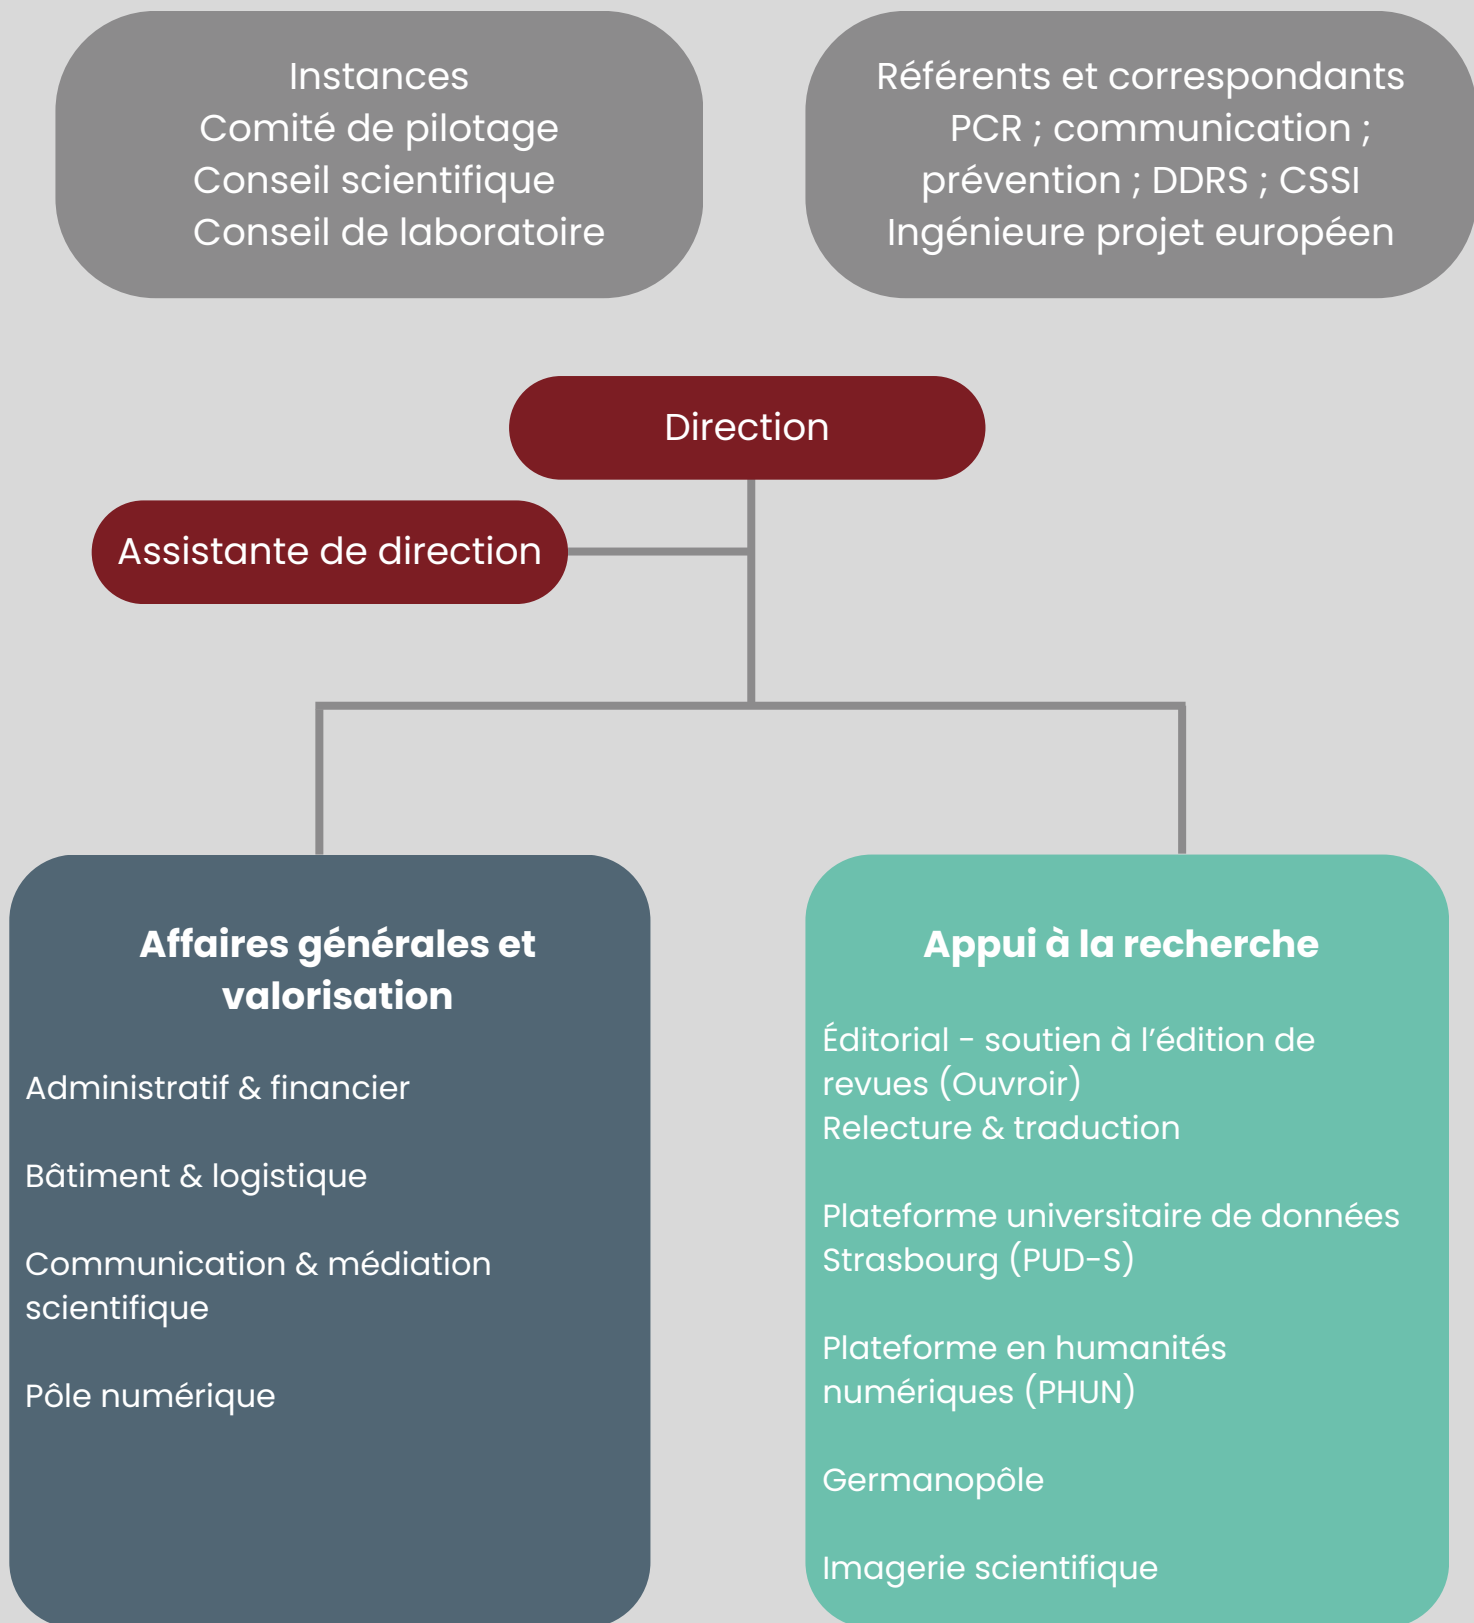 Instances
Comité de pilotage
Conseil scientifique
Conseil de laboratoire
Référents et correspondants
PCR ; communication ;
prévention ; DDRS ; CSSI
Ingénieure projet européen
Direction
Assistante de direction
Affaires générales et
valorisation
Administratif & financier
Bâtiment & logistique
Communication & médiation
scientifique
Pôle numérique
Appui à la recherche
Éditorial - soutien à l’édition de
revues (Ouvroir)
Relecture & traduction
Plateforme universitaire de données
Strasbourg (PUD-S)
Plateforme en humanités
numériques (PHUN)
Germanopôle
Imagerie scientifique